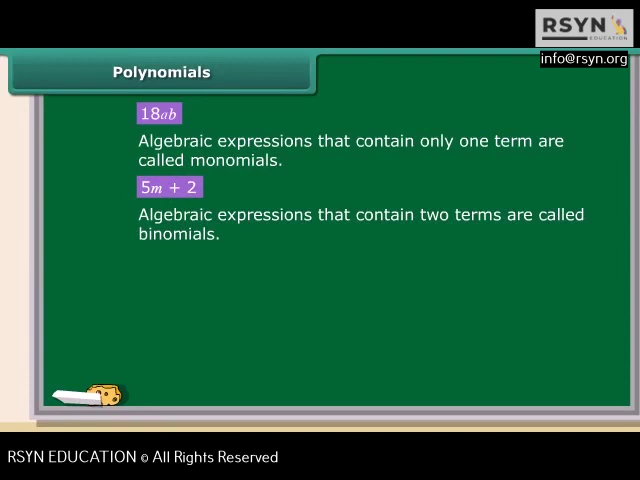 RSYN
EDUCATION
info@rsyn.org
Polynomials
18ab
Algebraic expressions that contain only one term are
called monomials.
5m + 2
Algebraic expressions that contain two terms are called
binomials.
RSYN EDUCATION © All Rights Reserved